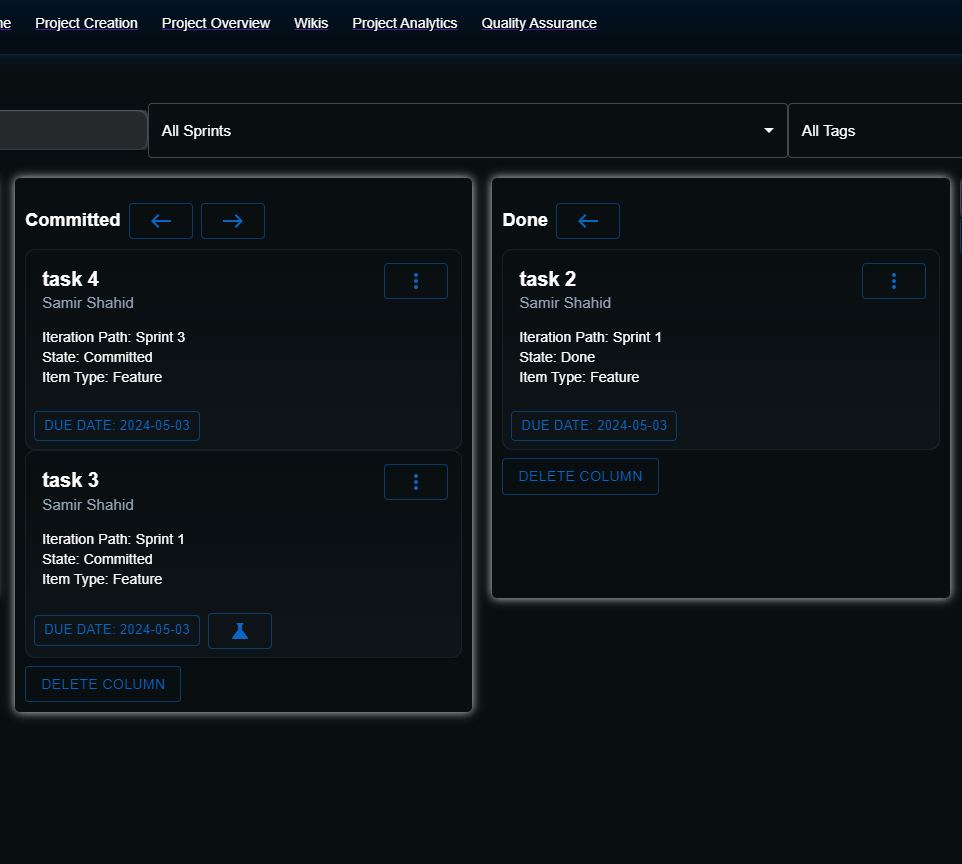 Project Creation Project Overview Wikis Project Analytics Quality Assurance
All Sprints
All Tags
Committed
task 4
Samir Shahid
Iteration Path: Sprint 3
State: Committed
Item Type: Feature
DUE DATE: 2024-05-03
task 3
Samir Shahid
Iteration Path: Sprint 1
State: Committed
Item Type: Feature
DUE DATE: 2024-05-03
DELETE COLUMN
Done
task 2
Samir Shahid
Iteration Path: Sprint 1
State: Done
Item Type: Feature
DUE DATE: 2024-05-03
DELETE COLUMN